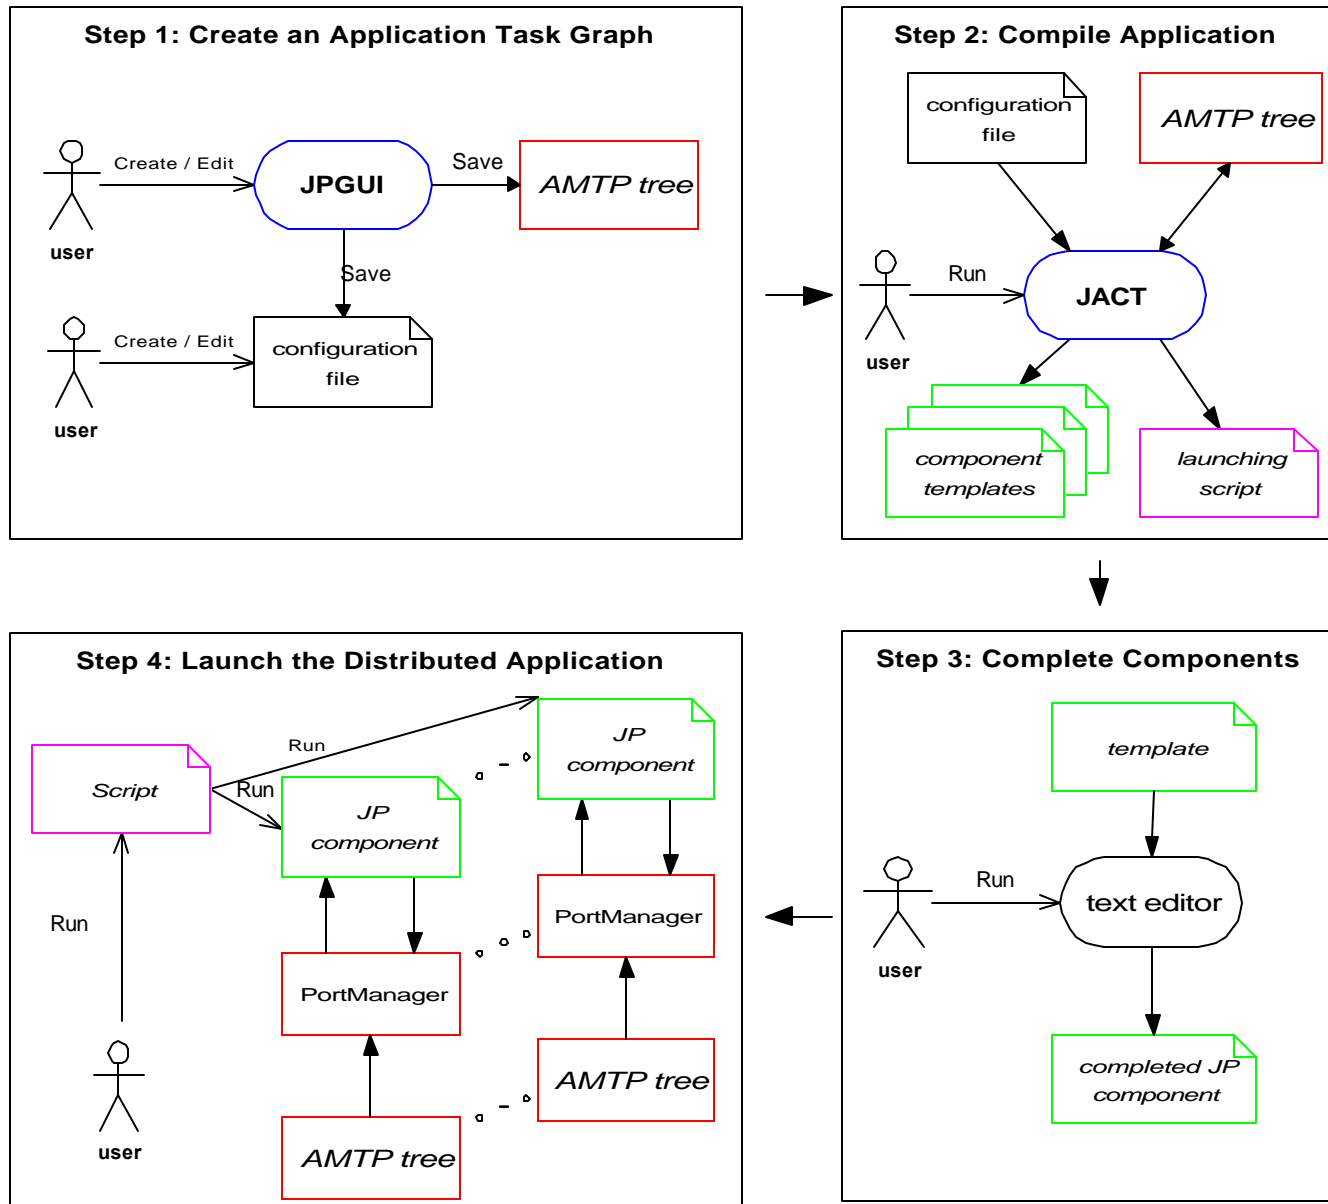 Step 1: Create an Application Task Graph
Create / Edit
JPGUI
Save
AMTP tree
user
Save
Create / Edit
configuration
file
user
Step 2: Compile Application
configuration
file
AMTP tree
Run
JACT
user
component
templates
launching
script
Step 4: Launch the Distributed Application
Script
Run
Run
JP
component
JP
component
Run
PortManager
PortManager
AMTP tree
AMTP tree
user
Step 3: Complete Components
template
Run
text editor
user
completed JP
component